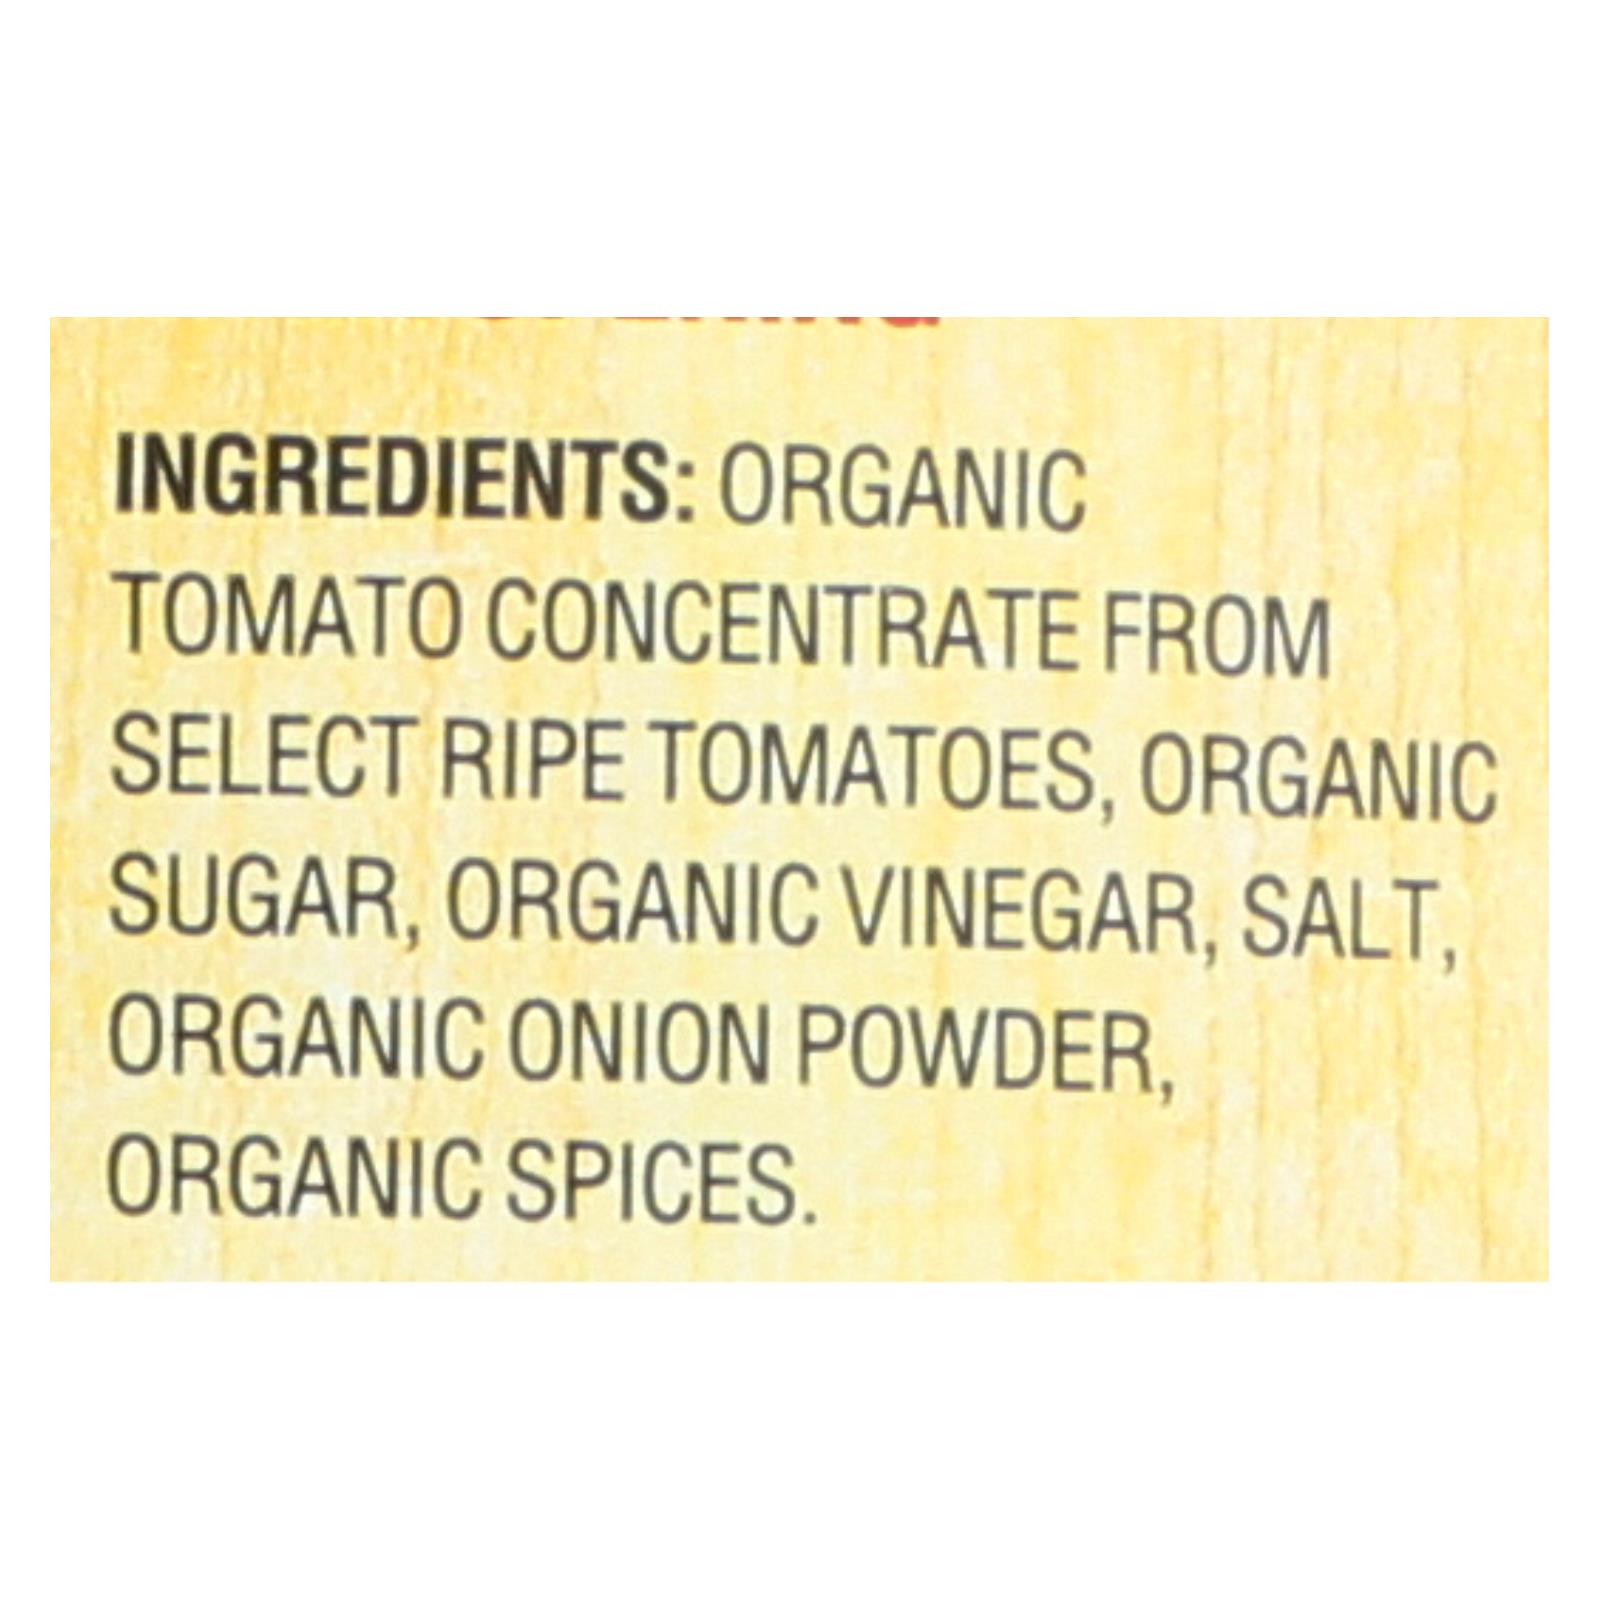 INGREDIENTS: ORGANIC
TOMATO CONCENTRATE FROM
SELECT RIPE TOMATOES, ORGANIC
SUGAR, ORGANIC VINEGAR, SALT,
ORGANIC ONION POWDER,
ORGANIC SPICES.